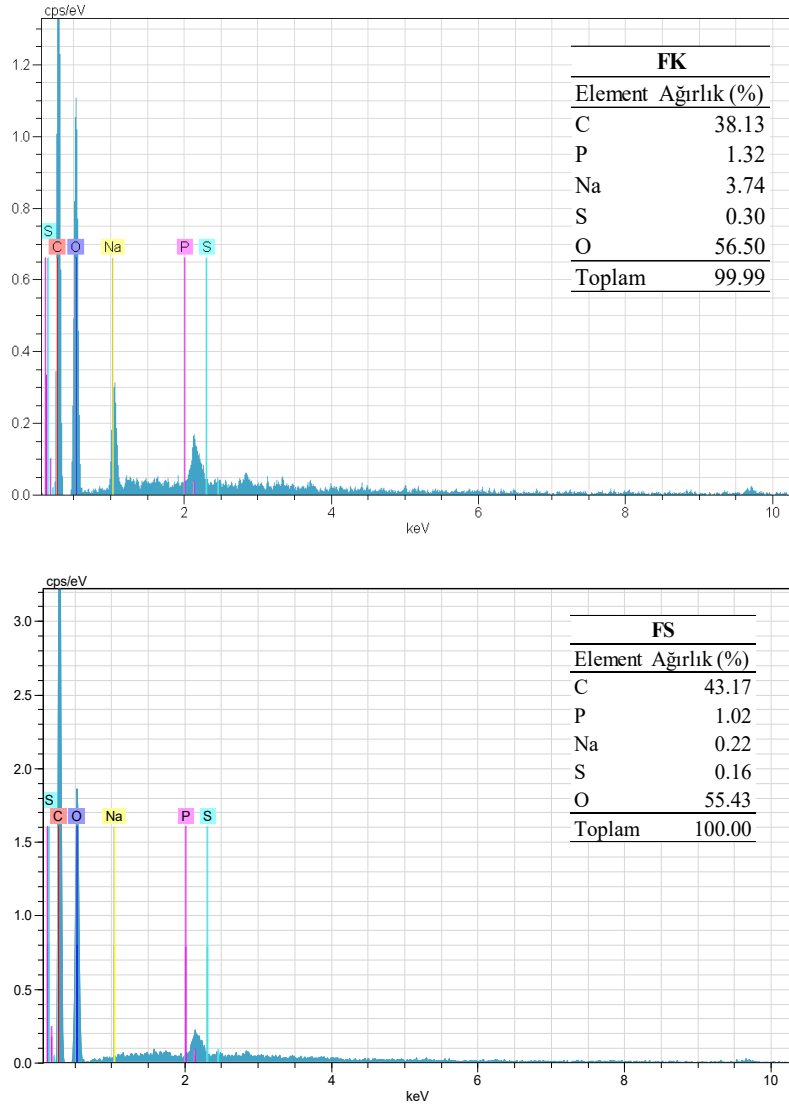 cps/eV
1.2
1.0
0.8
0.6
0.4
0.2
0.0
S
C O Na P S
2 4 6 8 10
keV
FK
Element Ağırlık (%)
C 38.13
P 1.32
Na 3.74
S 0.30
O 56.50
Toplam 99.99
cps/eV
3.0
2.5
2.0
1.5
1.0
0.5
0.0
S
C O Na P S
2 4 6 8 10
keV
FS
Element Ağırlık (%)
C 43.17
P 1.02
Na 0.22
S 0.16
O 55.43
Toplam 100.00